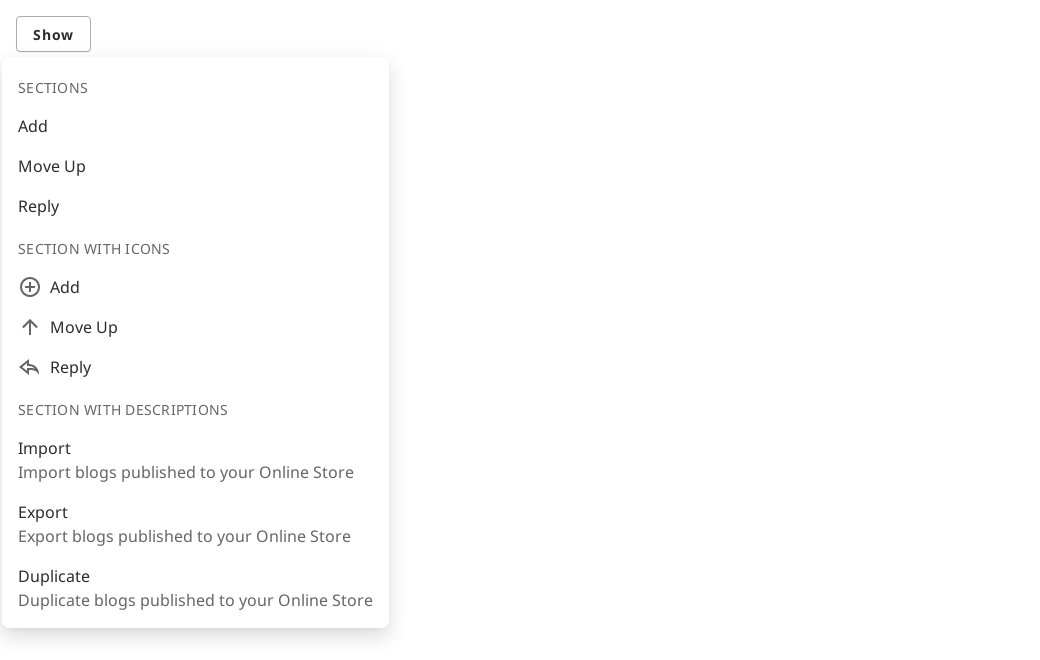 Show
SECTIONS
Add
Move Up
Reply
SECTION WITH ICONS
Add
Move Up
Reply
SECTION WITH DESCRIPTIONS
Import
Import blogs published to your Online Store
Export
Export blogs published to your Online Store
Duplicate
Duplicate blogs published to your Online Store